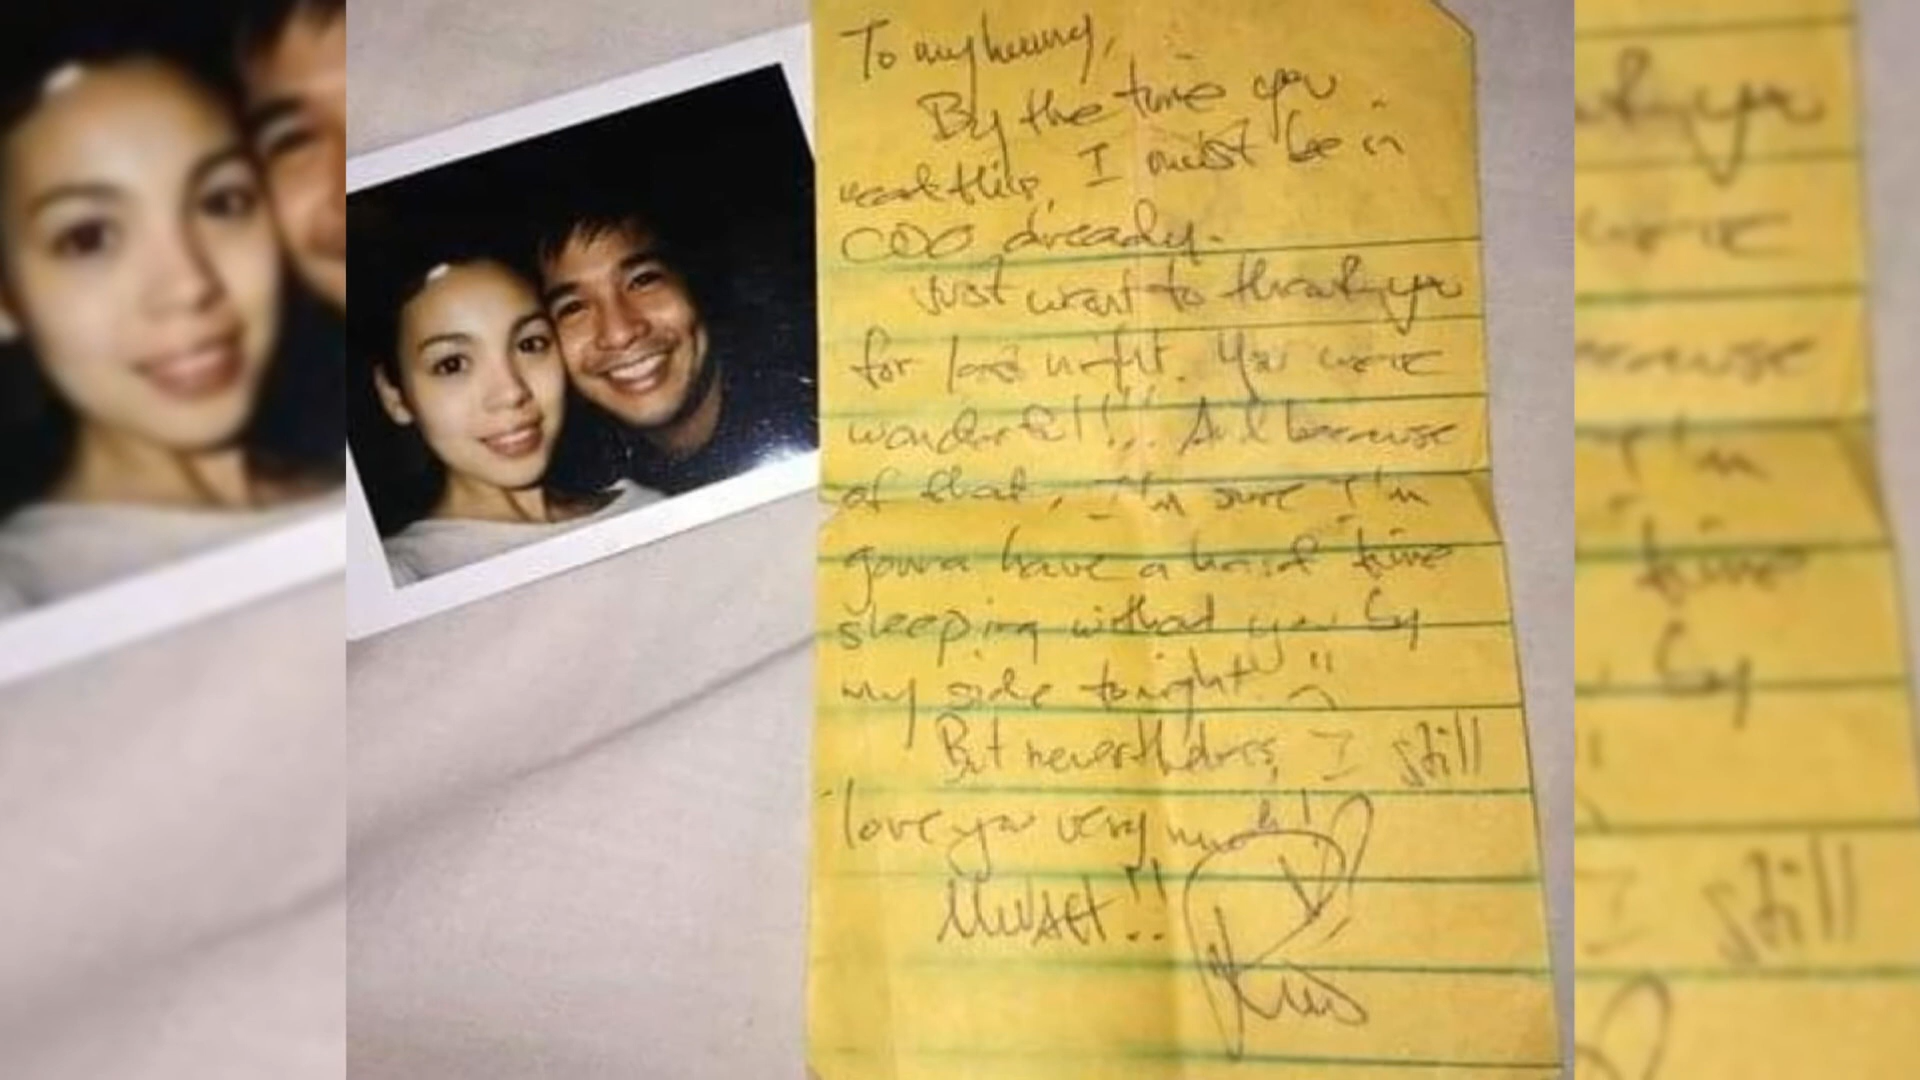 To my hunny,
By the time you
read this, I must be in
CDO already.
Just want to thank you
for last night. You were
wonderful!!! And because
of that, I'm sure I'm
gonna have a hard time
sleeping without you by
my side tonight!!
But nevertheless, I still
love you very much!
MWAH!!